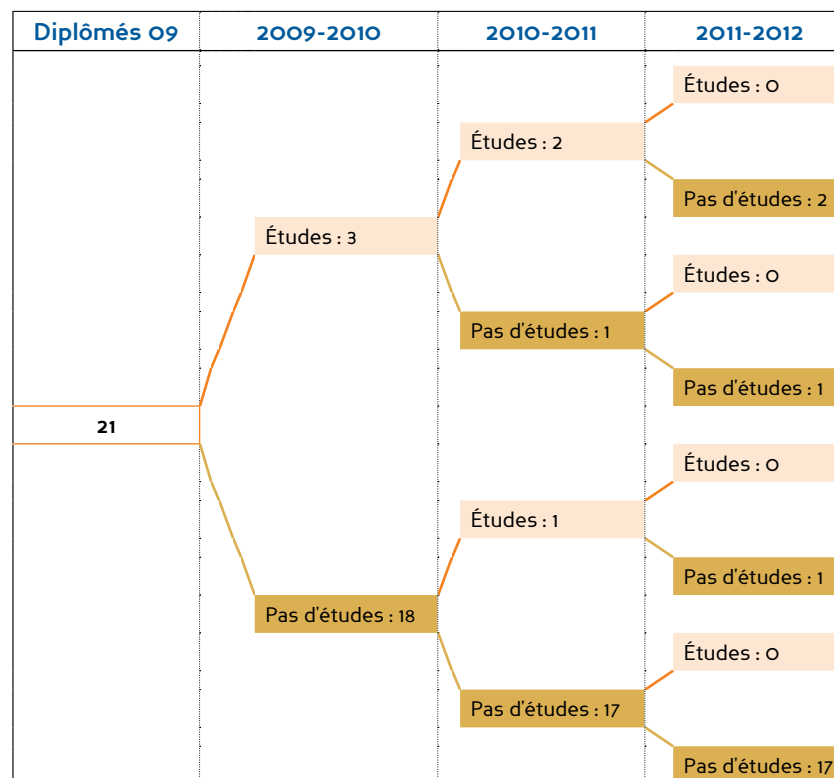 Diplômés 09 2009-2010 2010-2011 2011-2012
Études : 0
Études : 2
Pas d'études : 2
Études : 3
Études : 0
Pas d'études : 1
Pas d'études : 1
21
Études : 0
Études : 1
Pas d'études : 1
Pas d'études : 18
Études : 0
Pas d'études : 17
Pas d'études : 17